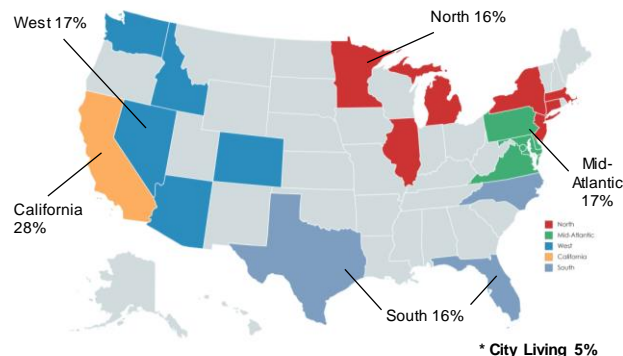 West 17%
North 16%
Mid-
Atlantic
17%
California
28%
North
Mid-Atlantic
West
California
South
South 16%
* City Living 5%